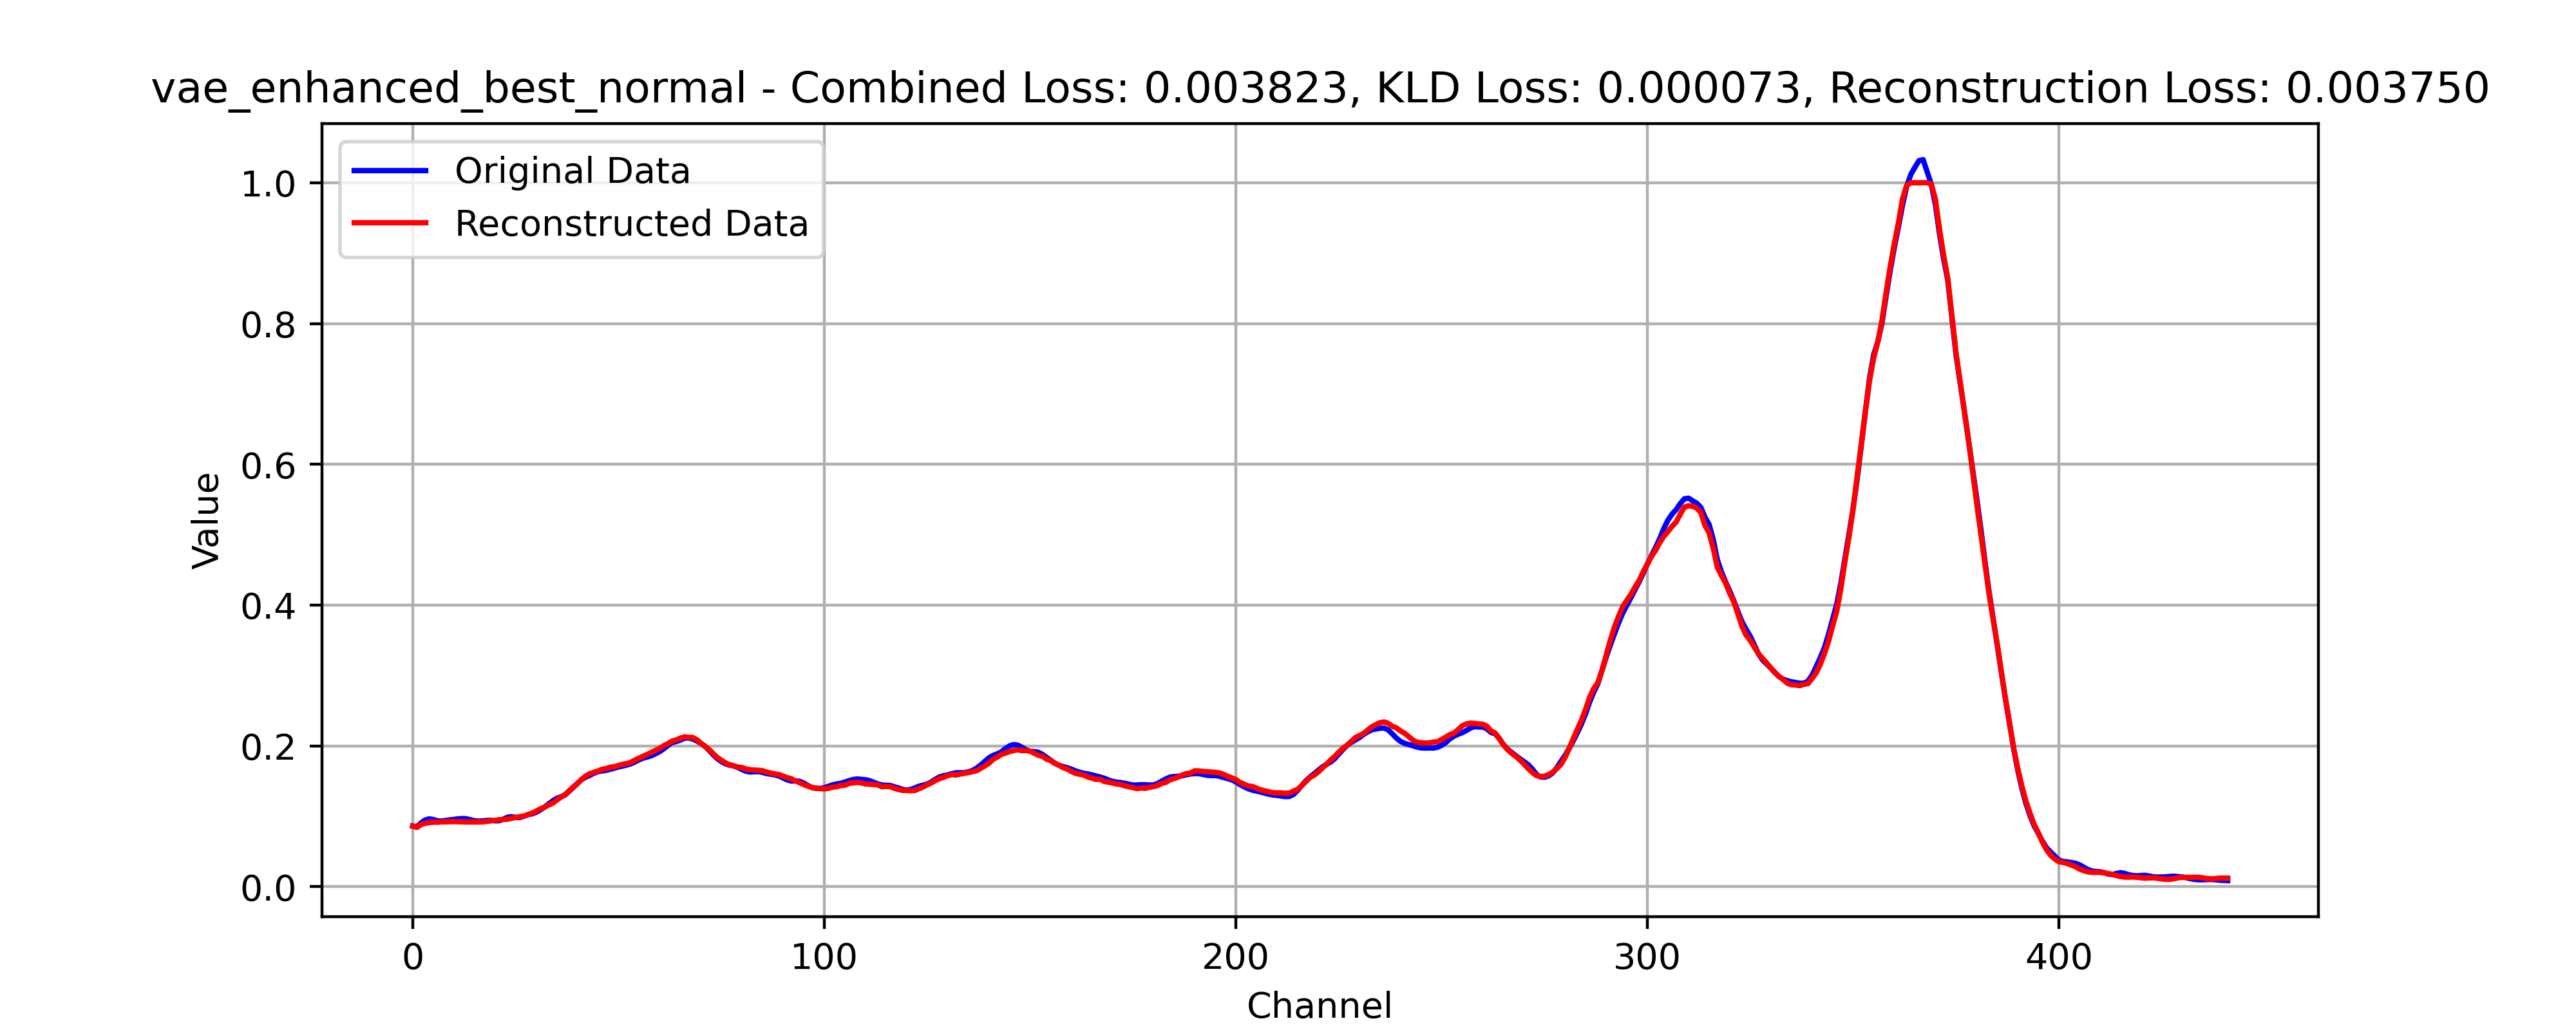 vae_enhanced_best_normal - Combined Loss: 0.003823, KLD Loss: 0.000073, Reconstruction Loss: 0.003750
Original Data
Reconstructed Data
1.0
0.8
0.6
0.4
0.2
0.0
Value
0 100 200 300 400
Channel